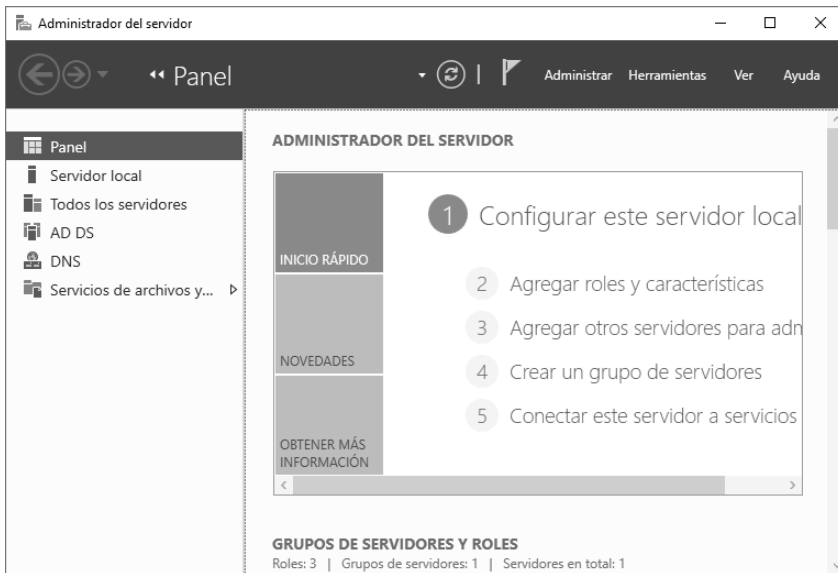 Administrador del servidor
Panel
Administrar Herramientas Ver Ayuda
Panel
Servidor local
Todos los servidores
AD DS
DNS
Servicios de archivos y...
ADMINISTRADOR DEL SERVIDOR
INICIO RÁPIDO
NOVEDADES
OBTENER MÁS
INFORMACIÓN
1 Configurar este servidor local
2 Agregar roles y características
3 Agregar otros servidores para adm
4 Crear un grupo de servidores
5 Conectar este servidor a servicios
GRUPOS DE SERVIDORES Y ROLES
Roles: 3 | Grupos de servidores: 1 | Servidores en total: 1